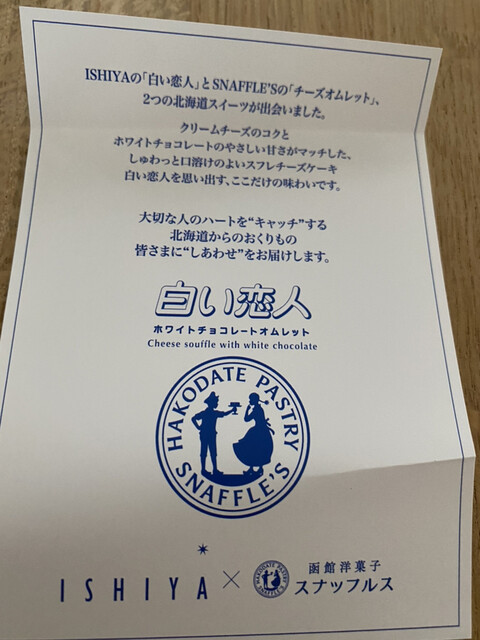 ISHIYAの「白い恋人」とSNAFFLE'Sの「チーズオムレット」、
2つの北海道スイーツが出会いました。
クリームチーズのコクと
ホワイトチョコレートのやさしい甘さがマッチした、
しゅわっと口溶けのよいスフレチーズケーキ
白い恋人を思い出す、ここだけの味わいです。
大切な人のハートを“キャッチ”する
北海道からのおくりもの
皆さまに“しあわせ”をお届けします。
白い恋人
ホワイトチョコレートオムレット
Cheese souffle with white chocolate
HAKODATE PASTRY
SNAFFLE'S
ISHIYA × HAKODATE PASTRY SNAFFLE'S 函館洋菓子
スナッフルス